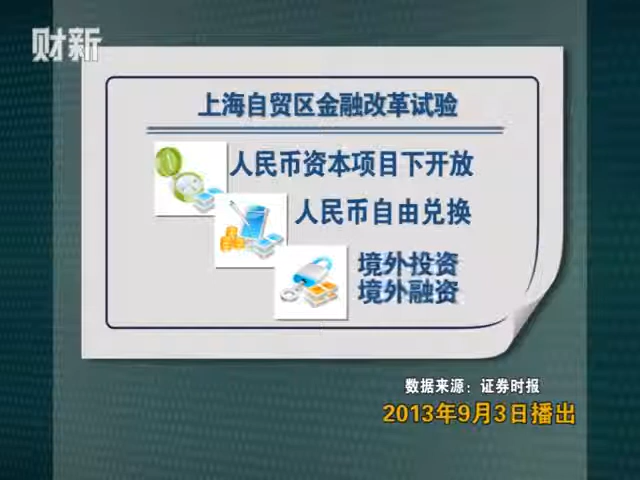 财新
上海自贸区金融改革试验
人民币资本项目下开放
人民币自由兑换
境外投资
境外融资
数据来源：证券时报
2013年9月3日播出